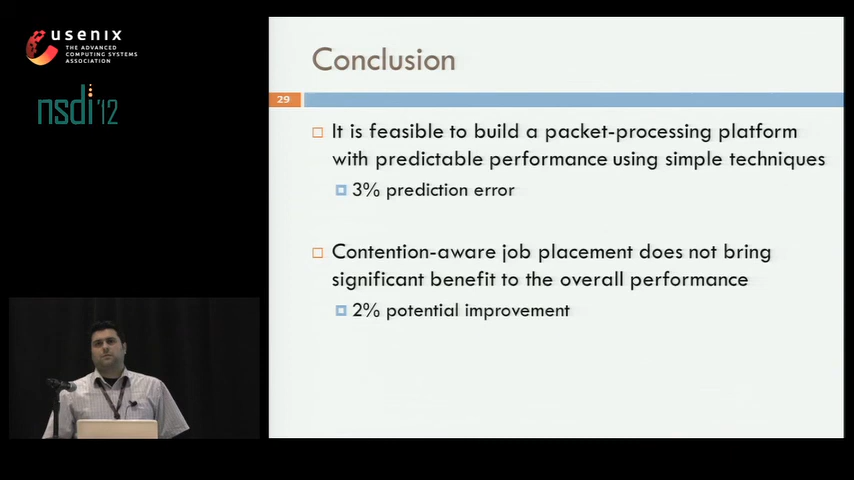 usenix
THE ADVANCED
COMPUTING SYSTEMS
ASSOCIATION
nsdi '12
Conclusion
29
It is feasible to build a packet-processing platform
with predictable performance using simple techniques
3% prediction error
Contention-aware job placement does not bring
significant benefit to the overall performance
2% potential improvement